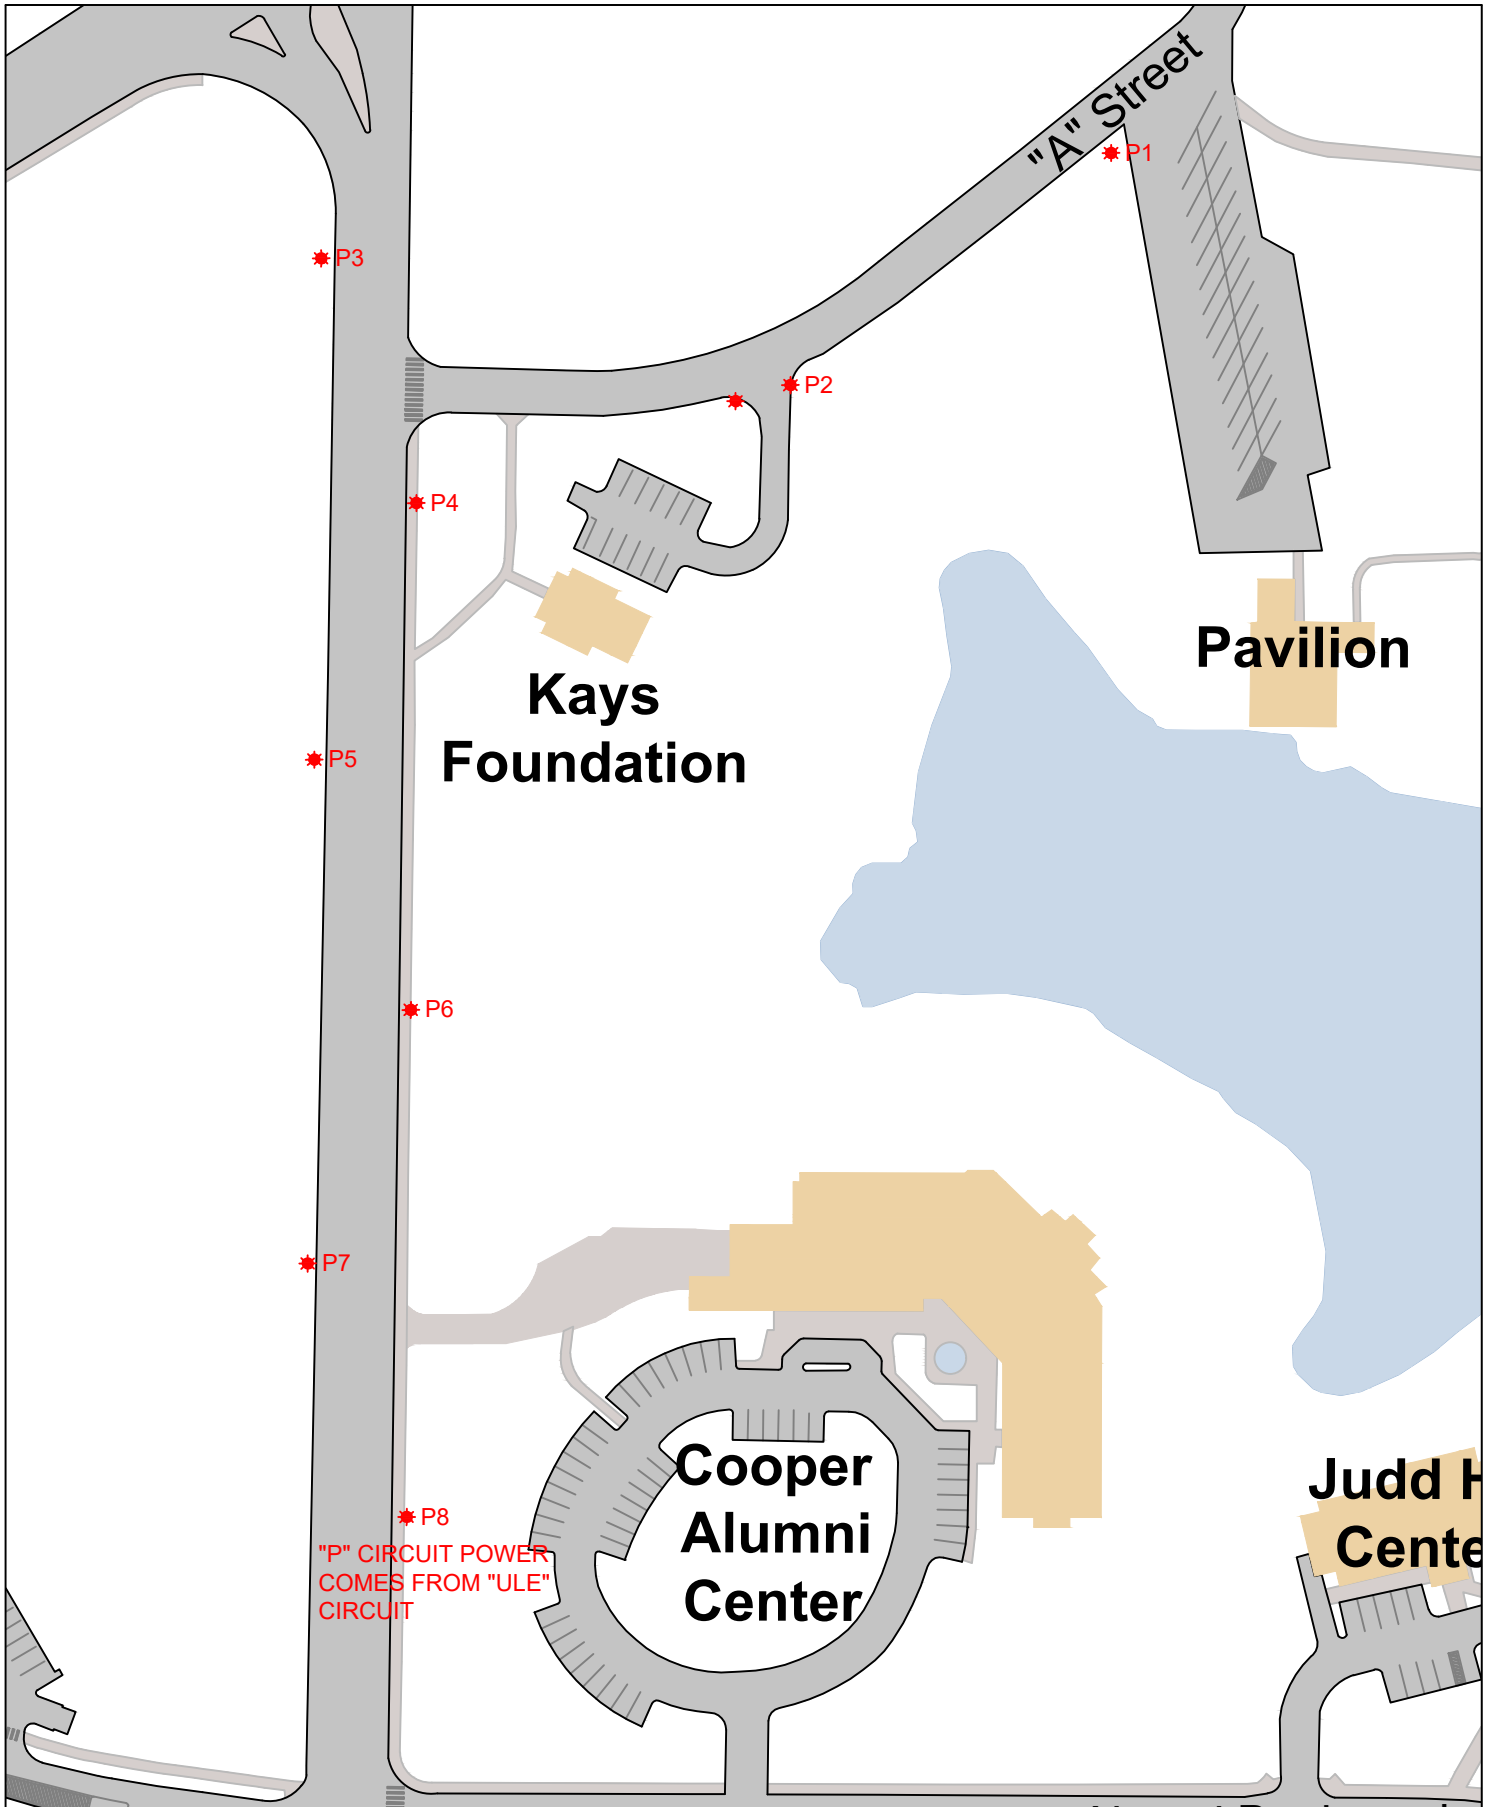 "A" Street
P1
P3
P2
P4
Pavilion
Kays
Foundation
P5
P6
P7
Cooper
Alumni
Center
Judd
P8
"P" CIRCUIT POWER
COMES FROM "ULE"
CIRCUIT